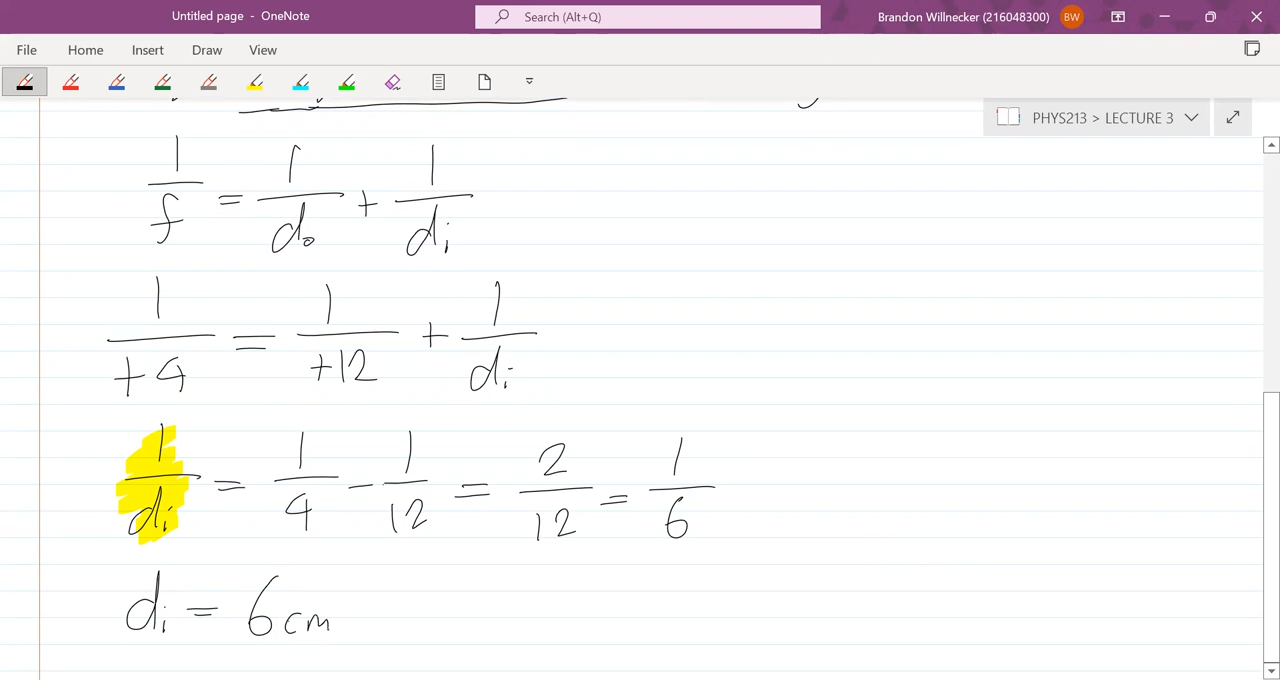 Untitled page - OneNote
Search (Alt+Q)
Brandon Willnecker (216048300) BW
File Home Insert Draw View
PHYS213 > LECTURE 3
1/f = 1/do + 1/di
1/+4 = 1/+12 + 1/di
1/di = 1/4 - 1/12 = 2/12 = 1/6
di = 6cm